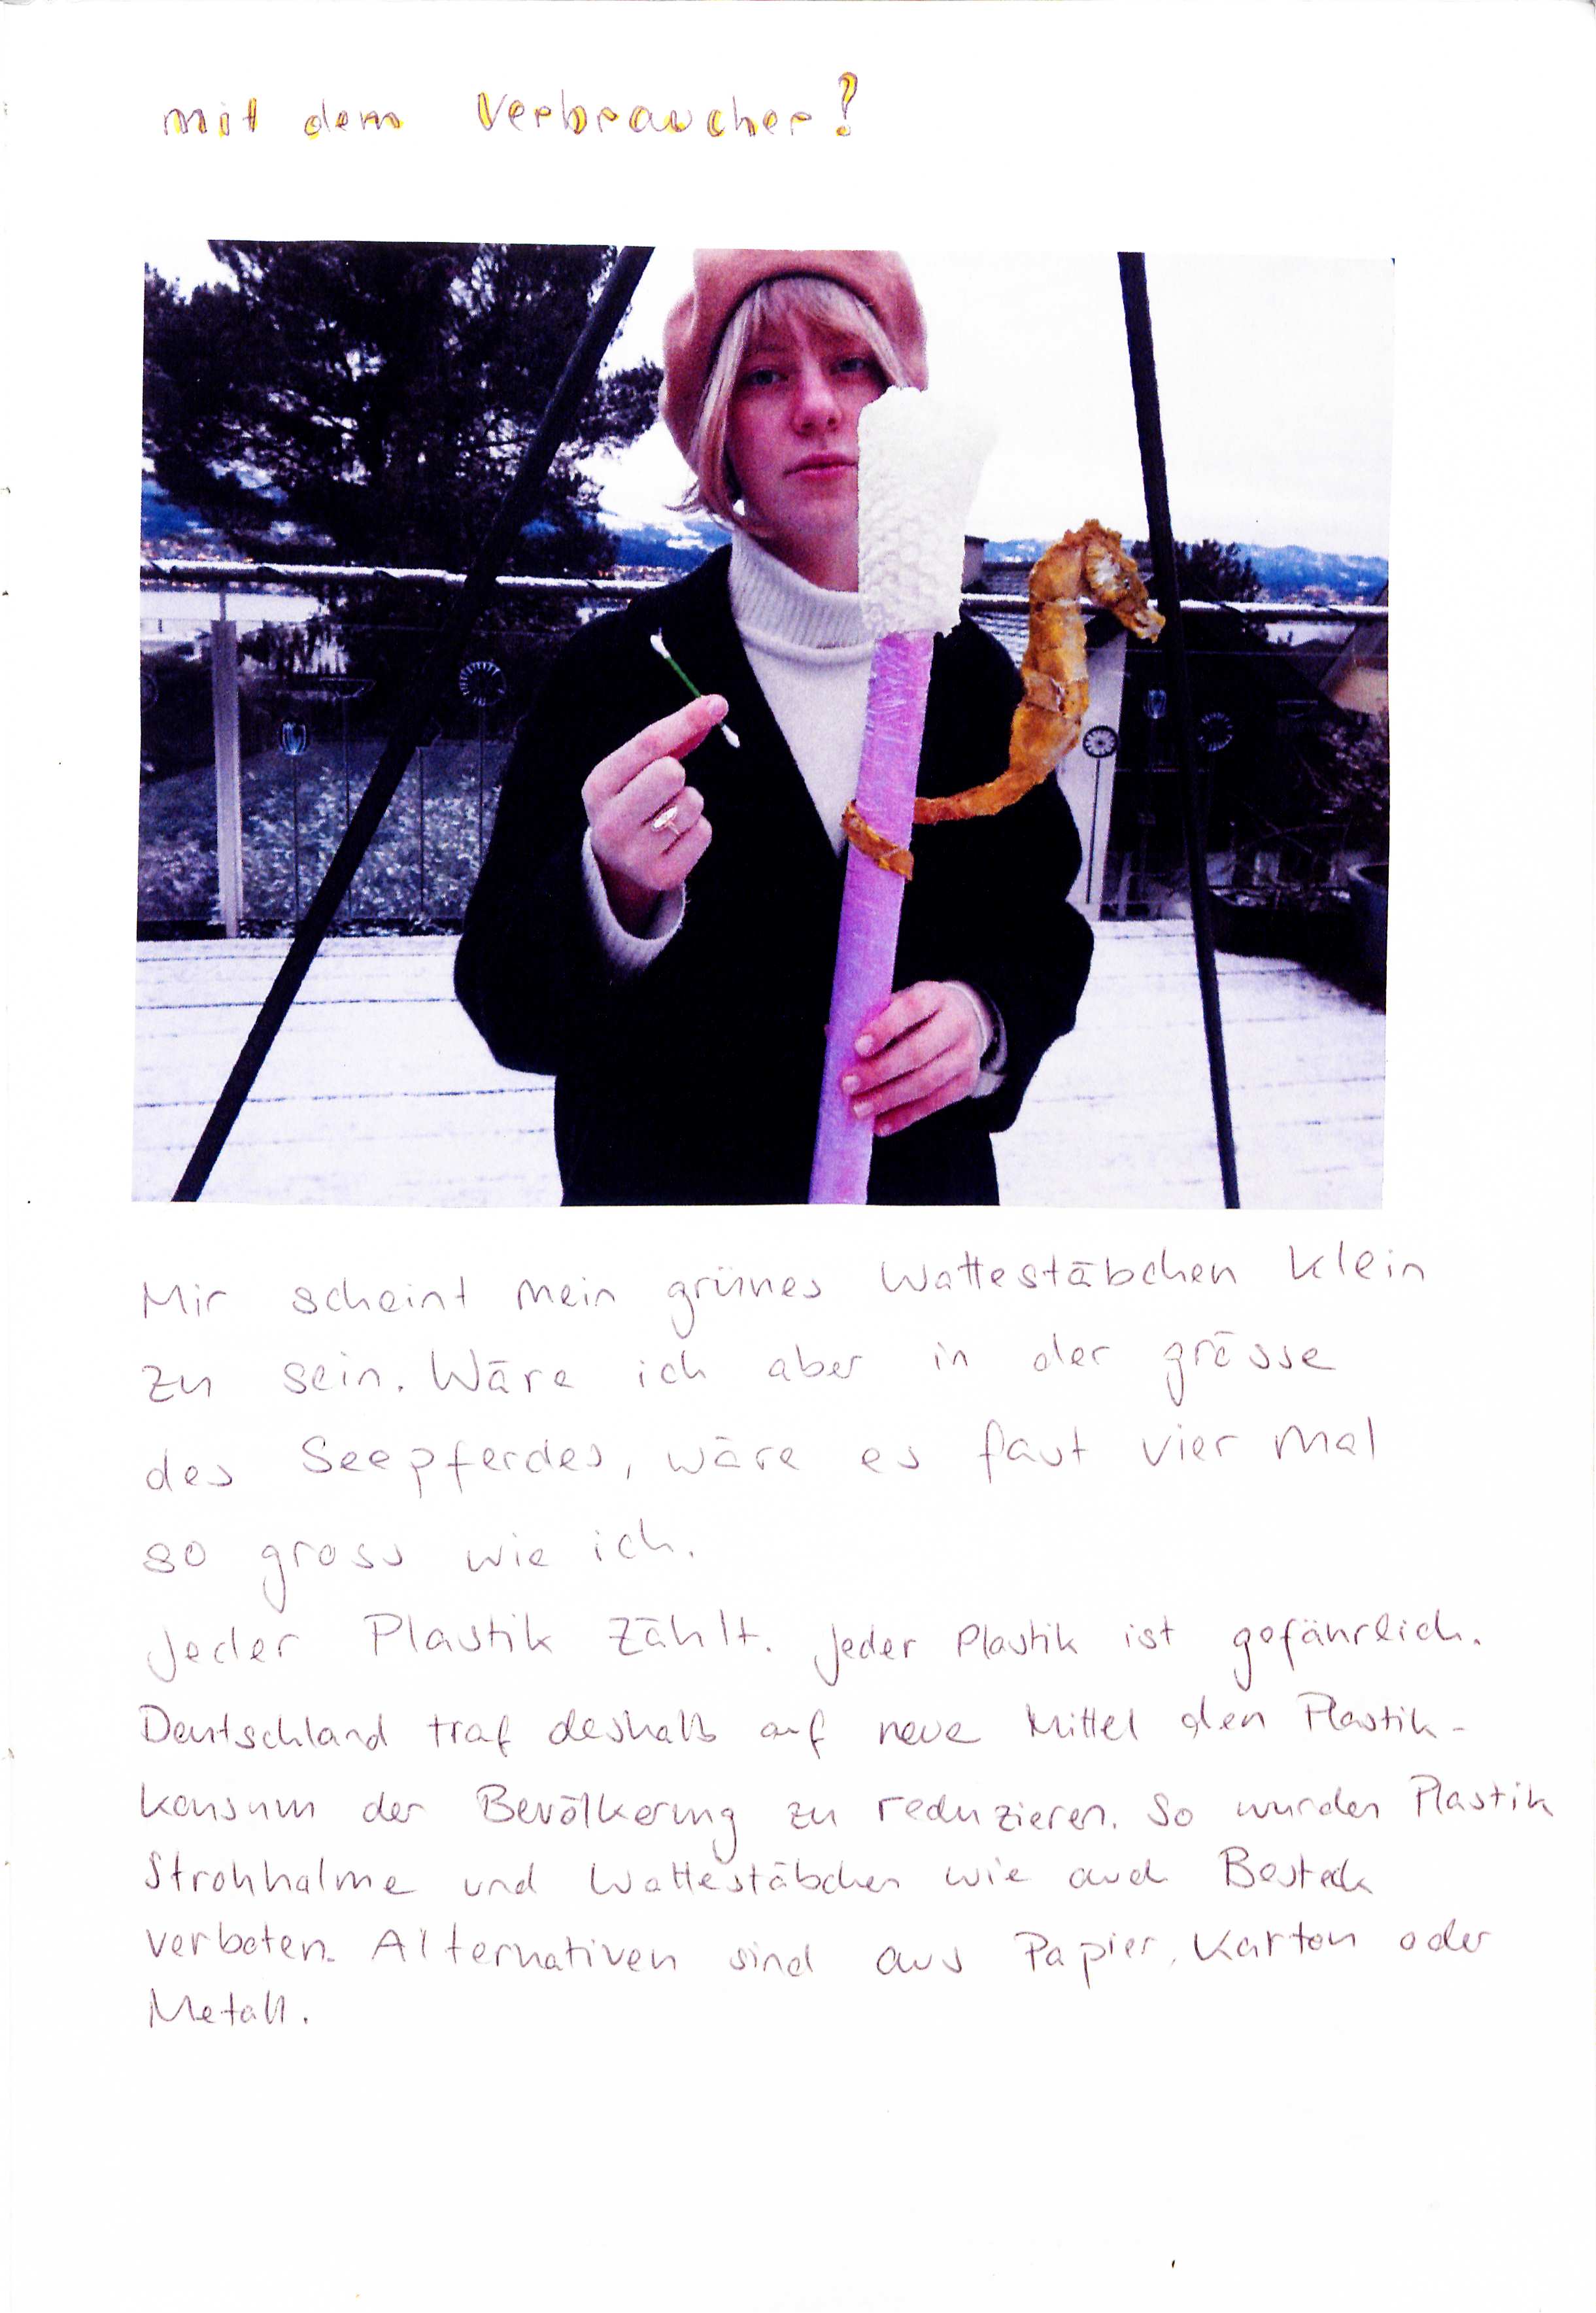 mit dem Verbraucher?
Mir scheint mein grünes Wattestäbchen klein
zu sein. Wäre ich aber in der grösse
des Seepferdes, wäre es fast vier mal
so gross wie ich.
Jeder Plastik zählt. Jeder Plastik ist gefährlich.
Deutschland traf deshalb auf neue Mittel den Plastik-
konsum der Bevölkerung zu reduzieren. So wurden Plastik
Strohhalme und Wattestäbchen wie auch Besteck
verboten. Alternativen sind aus Papier, Karton oder
Metall.